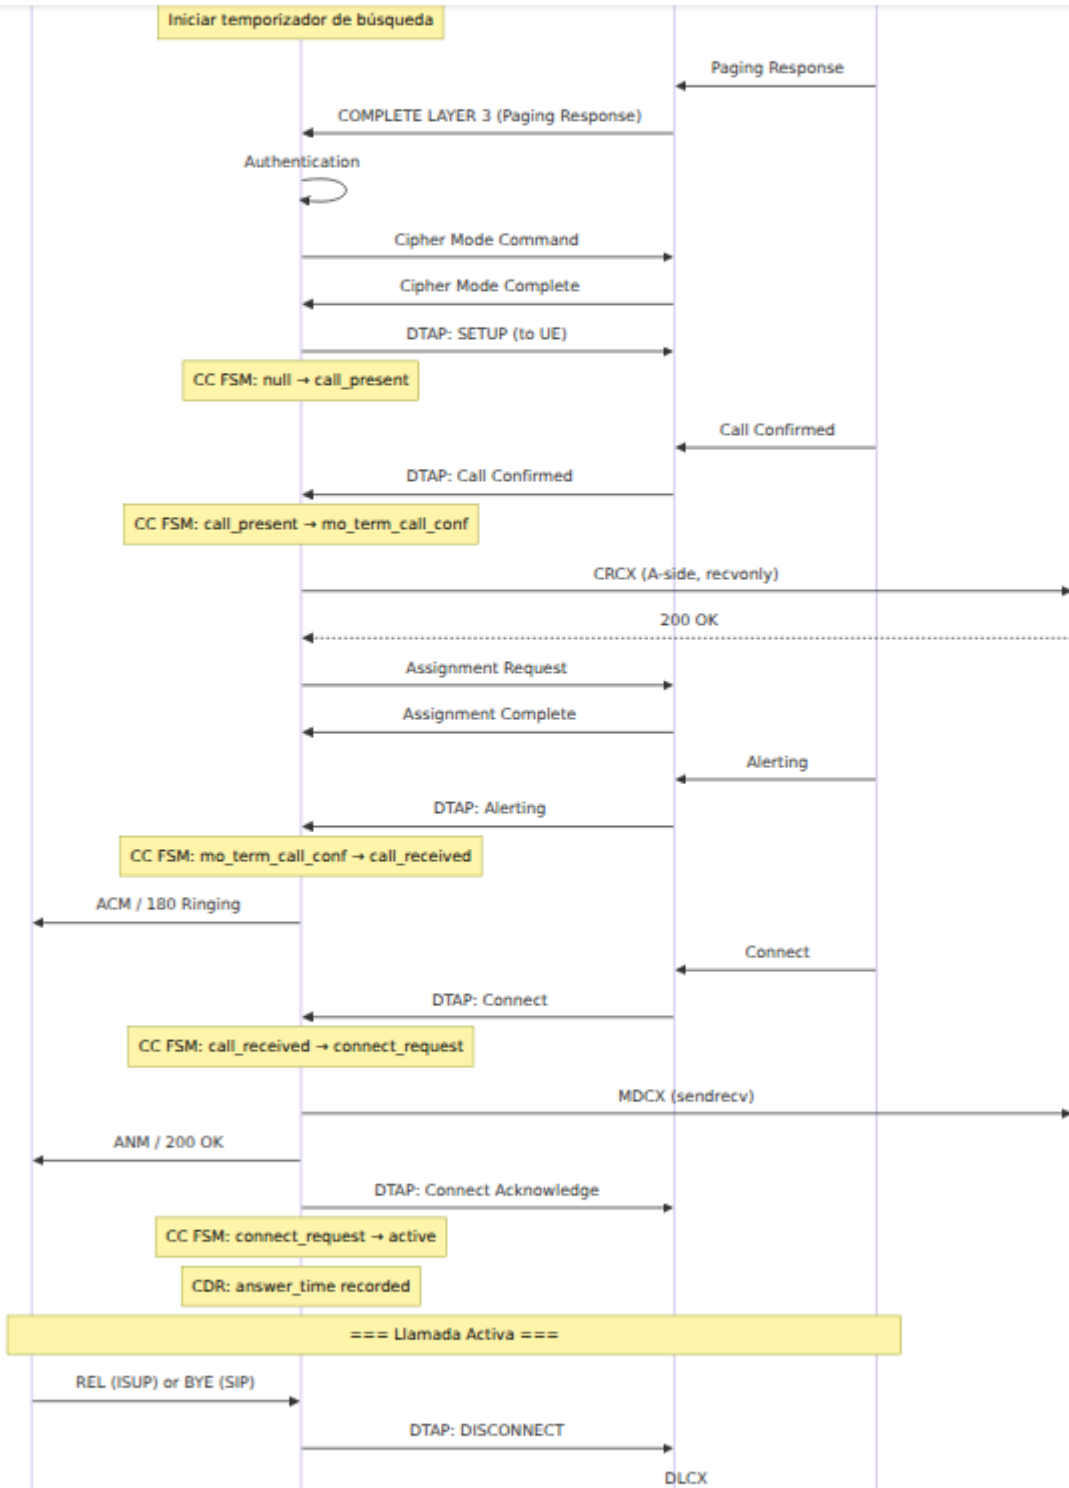 Iniciar temporizador de búsqueda
Paging Response
COMPLETE LAYER 3 (Paging Response)
Authentication
Cipher Mode Command
Cipher Mode Complete
DTAP: SETUP (to UE)
CC FSM: null → call_present
Call Confirmed
DTAP: Call Confirmed
CC FSM: call_present → mo_term_call_conf
CRCX (A-side, recvonly)
200 OK
Assignment Request
Assignment Complete
Alerting
DTAP: Alerting
CC FSM: mo_term_call_conf → call_received
ACM / 180 Ringing
Connect
DTAP: Connect
CC FSM: call_received → connect_request
MDCX (sendrecv)
ANM / 200 OK
DTAP: Connect Acknowledge
CC FSM: connect_request → active
CDR: answer_time recorded
=== Llamada Activa ===
REL (ISUP) or BYE (SIP)
DTAP: DISCONNECT
DLCX